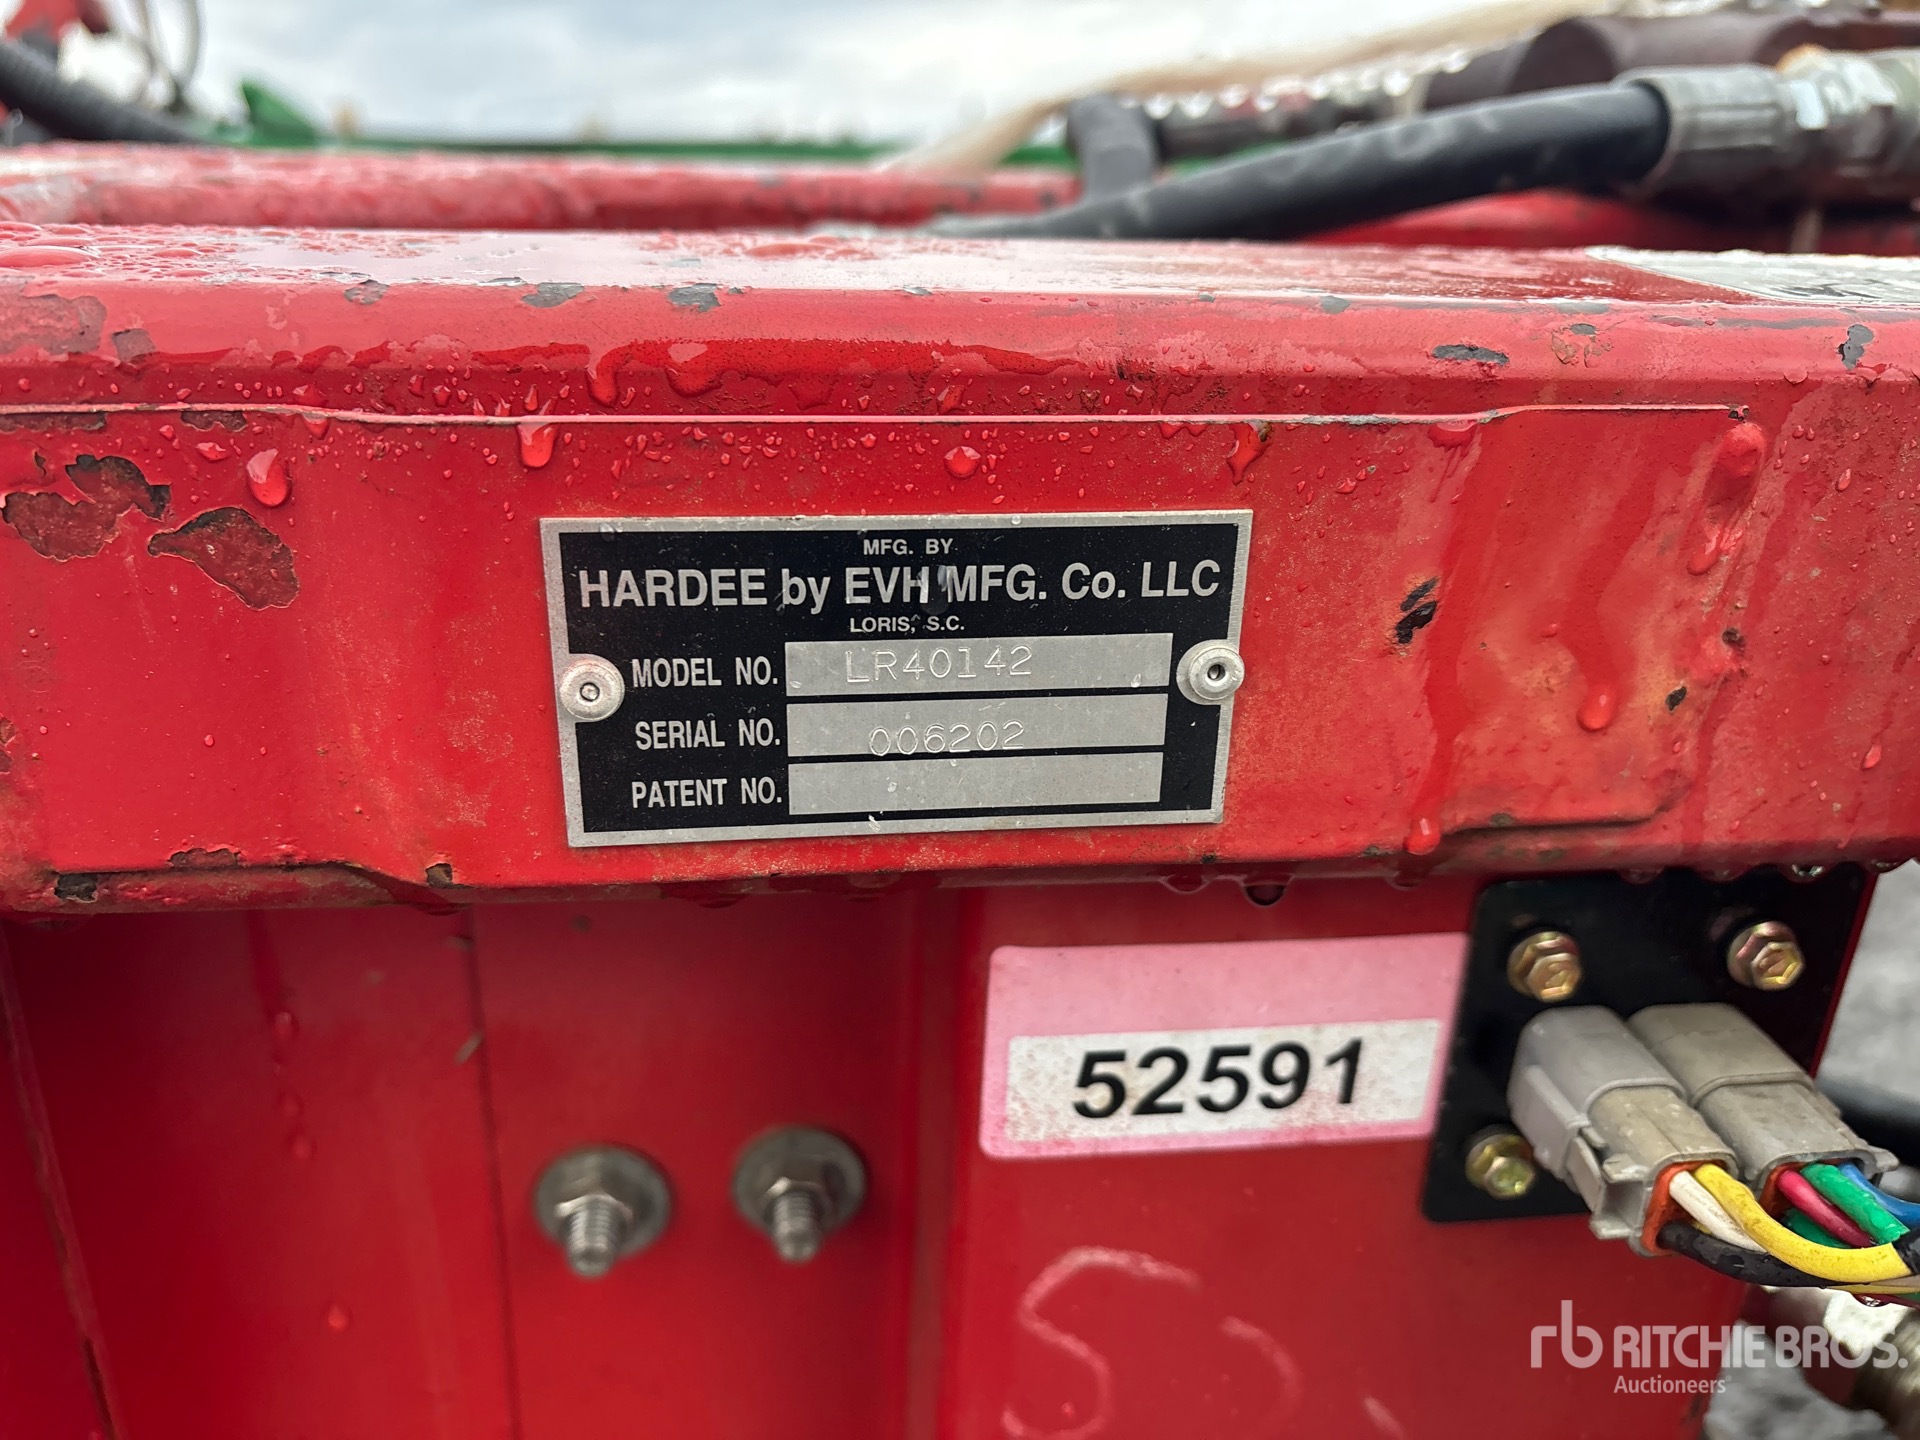 MFG. BY
HARDEE by EVH MFG. Co. LLC
LORIS, S.C.
MODEL NO. LR40142
SERIAL NO. 006202
PATENT NO.
52591
rb RITCHIE BROS.
Auctioneers